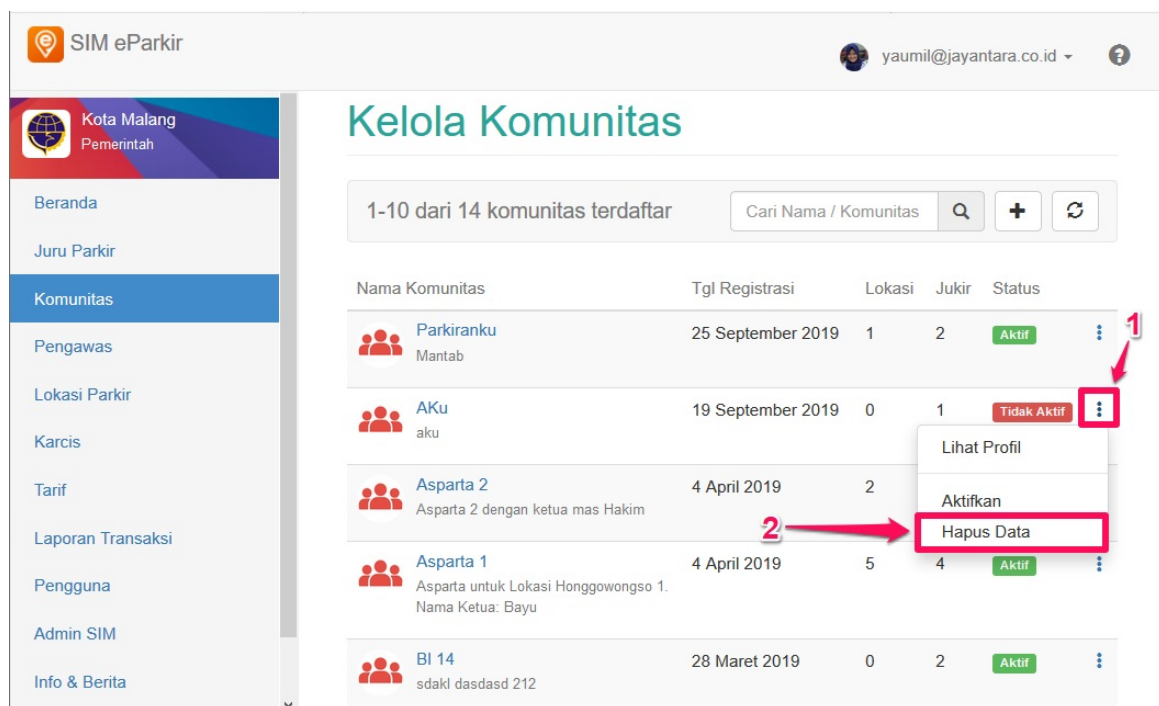 SIM eParkir
yaumil@jayantara.co.id
Kota Malang
Pemerintah
Beranda
Juru Parkir
Komunitas
Pengawas
Lokasi Parkir
Karcis
Tarif
Laporan Transaksi
Pengguna
Admin SIM
Info & Berita
Kelola Komunitas
1-10 dari 14 komunitas terdaftar
Cari Nama / Komunitas
Nama Komunitas Tgl Registrasi Lokasi Jukir Status
Parkiranku 25 September 2019 1 2 Aktif
Mantab
1
AKu 19 September 2019 0 1 Tidak Aktif
aku
Lihat Profil
Aktifkan
Hapus Data
2
Asparta 2 4 April 2019 2
Asparta 2 dengan ketua mas Hakim
Asparta 1 4 April 2019 5 4 Aktif
Asparta untuk Lokasi Honggowongso 1.
Nama Ketua: Bayu
BI 14 28 Maret 2019 0 2 Aktif
sdakl dasdasd 212